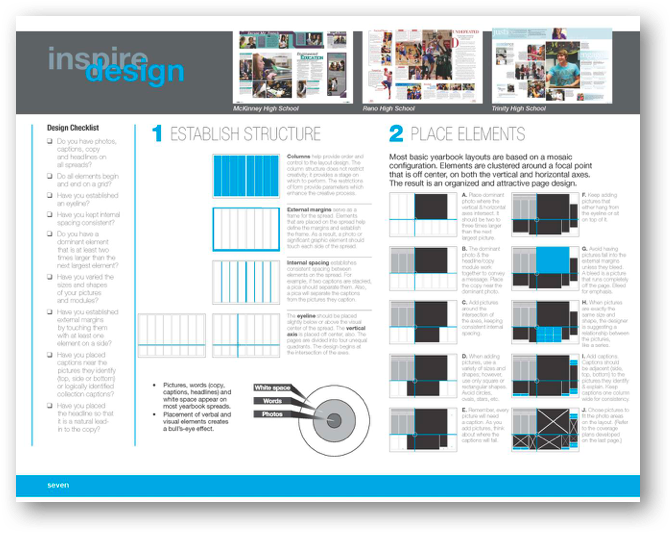 inspire
design
McKinney High School
Reno High School
Trinity High School
Design Checklist
Do you have photos,
captions, copy
and headlines on
all spreads?
Do all elements begin
and end on a grid?
Have you established
an eyeline?
Have you kept internal
spacing consistent?
Do you have a
dominant element
that is at least two
times larger than the
next largest element?
Have you varied the
sizes and shapes
of your pictures
and modules?
Have you established
external margins
by touching them
with at least one
element on a side?
Have you placed
captions near the
pictures they identify
(top, side or bottom)
or logically identified
collection captions?
Have you placed
the headline so that
it is a natural lead-
in to the copy?
1 ESTABLISH STRUCTURE
Columns help provide order and
control to the layout design. The
column structure does not restrict
creativity; it provides a stage on
which to perform. The restrictions
of form provide parameters which
enhance the creative process.
External margins serve as a
frame for the spread. Elements
that are placed on the spread help
define the margins and establish
the frame. As a result, a photo or
significant graphic element should
touch each side of the spread.
Internal spacing establishes
consistent spacing between
elements on the spread. For
example, if two captions are stacked,
a pica should separate them. Also,
a pica will separate the captions
from the pictures they caption.
The eyeline should be placed
slightly below or above the visual
center of the spread. The vertical
axis is placed off center, also. The
pages are divided into four unequal
quadrants. The design begins at
the intersection of the axes.
Pictures, words (copy,
captions, headlines) and
white space appear on
most yearbook spreads.
Placement of verbal and
visual elements creates
a bull's-eye effect.
White space
Words
Photos
2 PLACE ELEMENTS
Most basic yearbook layouts are based on a mosaic
configuration. Elements are clustered around a focal point
that is off center, on both the vertical and horizontal axes.
The result is an organized and attractive page design.
A. Place dominant
photo where the
vertical & horizontal
axis intersect. It
should be two to
three times larger
than the next
largest picture.
B. The dominant
photo & the
headline/copy
module work
together to convey
a message. Place
the copy near the
dominant photo.
C. Add pictures
around the
intersection of
the axes, keeping
consistent internal
spacing.
D. When adding
pictures, use a
variety of sizes and
shapes; however,
use only square or
rectangular shapes.
Avoid circles,
ovals, stars, etc.
E. Remember, every
picture will need
a caption. As you
add pictures, think
about where the
captions will fall.
F. Keep adding
pictures that
either hang from
the eyeline or sit
on top of it.
G. Avoid having
pictures fall into the
external margins
unless they bleed.
A bleed is a picture
that runs completely
off the page. Bleed
for emphasis.
H. When pictures
are exactly the
same size and
shape, the designer
is suggesting a
relationship between
the pictures,
like a series.
I. Add captions.
Captions should
be adjacent (side,
top, bottom) to the
pictures they identify
& explain. Keep
captions one column
wide for consistency.
J. Chose pictures to
fill the photo areas
on the layout. (Refer
to the coverage
plans developed
on the last page.)
seven